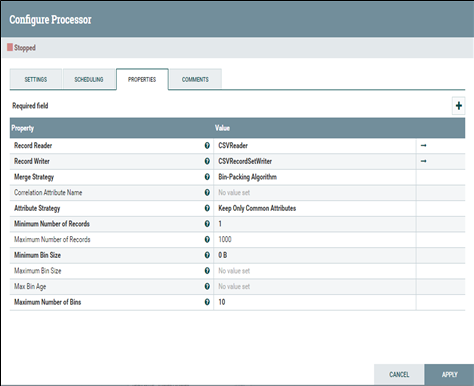 Configure Processor
Stopped
SETTINGS SCHEDULING PROPERTIES COMMENTS
Required field
Property Value
Record Reader CSVReader
Record Writer CSVRecordSetWriter
Merge Strategy Bin-Packing Algorithm
Correlation Attribute Name No value set
Attribute Strategy Keep Only Common Attributes
Minimum Number of Records 1
Maximum Number of Records 1000
Minimum Bin Size 0 B
Maximum Bin Size No value set
Max Bin Age No value set
Maximum Number of Bins 10
CANCEL APPLY